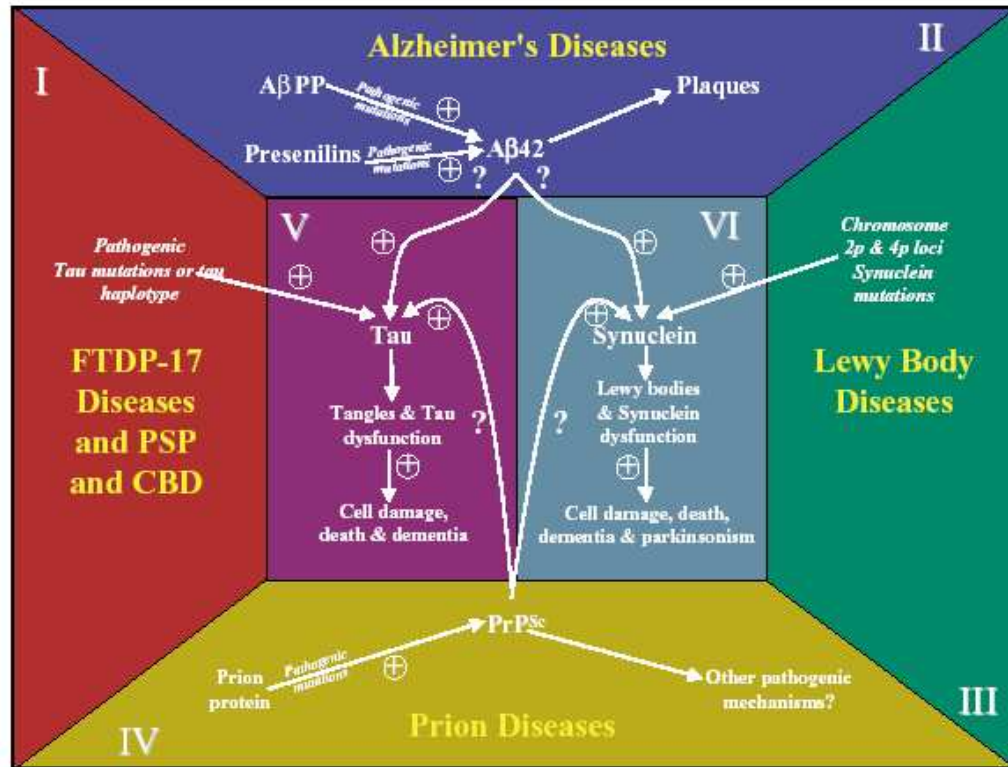 Alzheimer's Diseases
I
II
Aβ PP
Pathogenic
mutations
Plaques
Presenilins
Pathogenic
mutations
Aβ42
?
?
V
VI
Pathogenic
Tau mutations or tau
haplotype
Chromosome
2p & 4p loci
Synuclein
mutations
Tau
Synuclein
FTDP-17
Diseases
and PSP
and CBD
Tangles & Tau
dysfunction
?
?
Lewy bodies
& Synuclein
dysfunction
Lewy Body
Diseases
Cell damage,
death & dementia
Cell damage, death,
dementia & parkinsonism
PrPSc
Prion
protein
Pathogenic
mutations
Other pathogenic
mechanisms?
Prion Diseases
IV
III